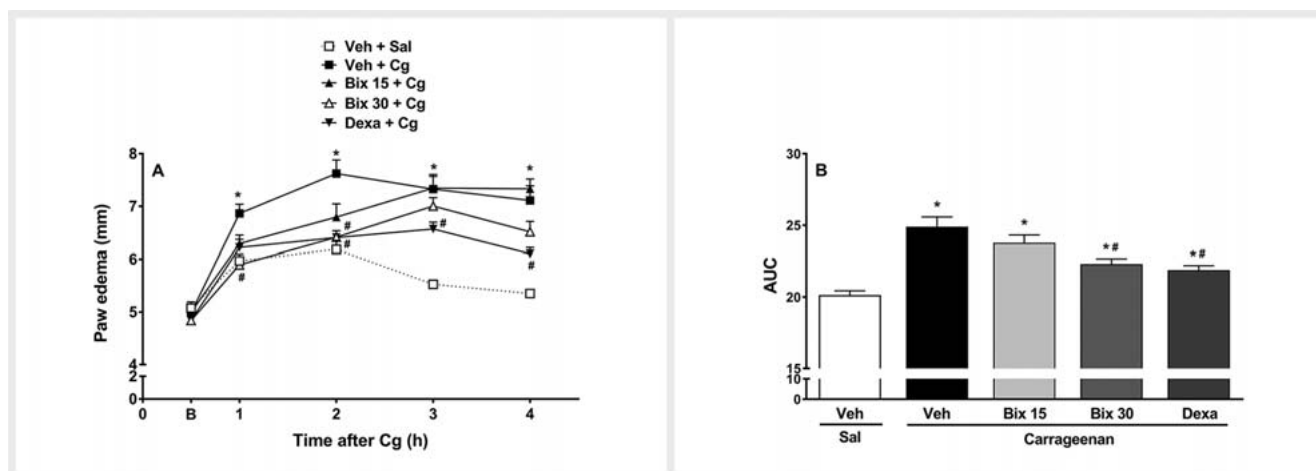 Veh + Sal
Veh + Cg
Bix 15 + Cg
Bix 30 + Cg
Dexa + Cg
A
Paw edema (mm)
8
7
6
5
4
2
0
* * * *
# # # # #
0 B 1 2 3 4
Time after Cg (h)
B
AUC
30
25
20
15
10
0
* * *# *#
Veh Veh Bix 15 Bix 30 Dexa
Sal Carrageenan